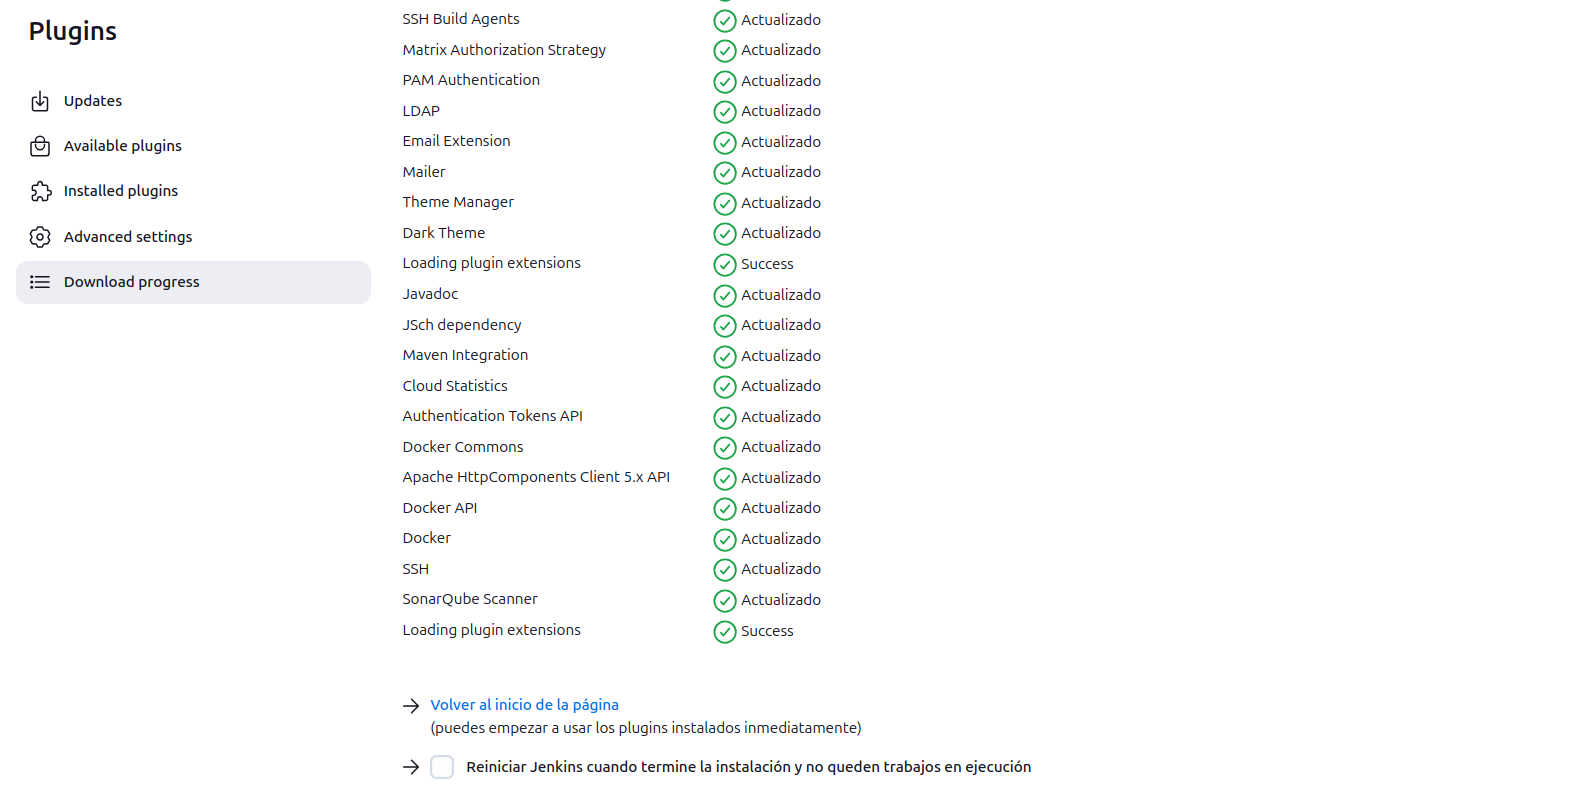 Plugins
Updates
Available plugins
Installed plugins
Advanced settings
Download progress
SSH Build Agents Actualizado
Matrix Authorization Strategy Actualizado
PAM Authentication Actualizado
LDAP Actualizado
Email Extension Actualizado
Mailer Actualizado
Theme Manager Actualizado
Dark Theme Actualizado
Loading plugin extensions Success
Javadoc Actualizado
JSch dependency Actualizado
Maven Integration Actualizado
Cloud Statistics Actualizado
Authentication Tokens API Actualizado
Docker Commons Actualizado
Apache HttpComponents Client 5.x API Actualizado
Docker API Actualizado
Docker Actualizado
SSH Actualizado
SonarQube Scanner Actualizado
Loading plugin extensions Success
Volver al inicio de la página
(puedes empezar a usar los plugins instalados inmediatamente)
Reiniciar Jenkins cuando termine la instalación y no queden trabajos en ejecución